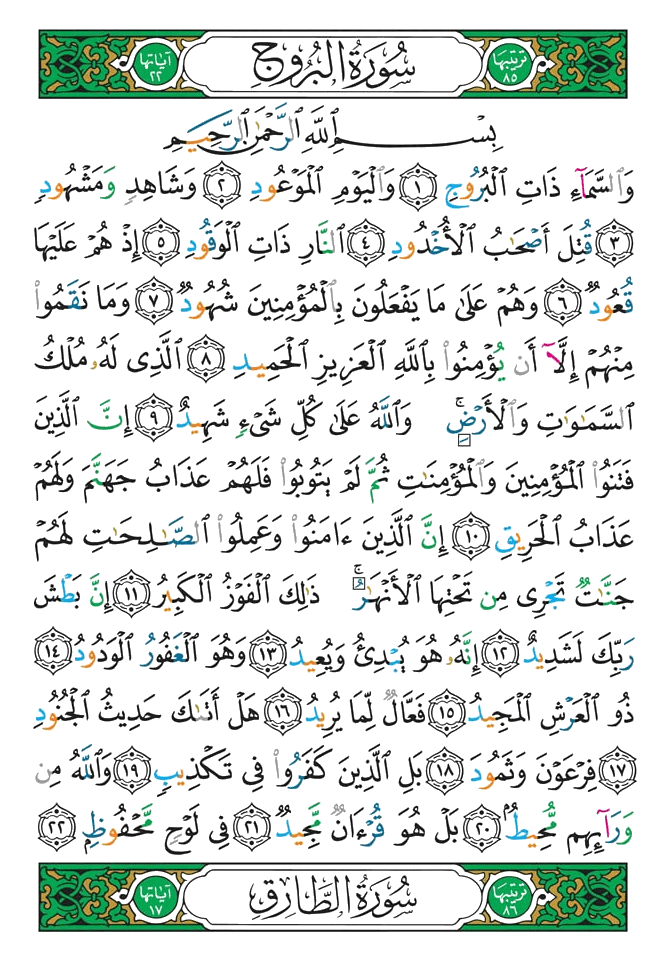 ترتيبها ٨٥ سُورَةُ الْبُرُوجِ آياتها ٢٢
بِسْمِ ٱللَّهِ ٱلرَّحْمَٰنِ ٱلرَّحِيمِ
وَٱلسَّمَآءِ ذَاتِ ٱلْبُرُوجِ ١ وَٱلْيَوْمِ ٱلْمَوْعُودِ ٢ وَشَاهِدٍ وَمَشْهُودٍ
٣ قُتِلَ أَصْحَٰبُ ٱلْأُخْدُودِ ٤ ٱلنَّارِ ذَاتِ ٱلْوَقُودِ ٥ إِذْ هُمْ عَلَيْهَا
قُعُودٌ ٦ وَهُمْ عَلَىٰ مَا يَفْعَلُونَ بِٱلْمُؤْمِنِينَ شُهُودٌ ٧ وَمَا نَقَمُوا۟
مِنْهُمْ إِلَّآ أَن يُؤْمِنُوا۟ بِٱللَّهِ ٱلْعَزِيزِ ٱلْحَمِيدِ ٨ ٱلَّذِى لَهُۥ مُلْكُ
ٱلسَّمَٰوَٰتِ وَٱلْأَرْضِ ۚ وَٱللَّهُ عَلَىٰ كُلِّ شَىْءٍ شَهِيدٌ ٩ إِنَّ ٱلَّذِينَ
فَتَنُوا۟ ٱلْمُؤْمِنِينَ وَٱلْمُؤْمِنَٰتِ ثُمَّ لَمْ يَتُوبُوا۟ فَلَهُمْ عَذَابُ جَهَنَّمَ وَلَهُمْ
عَذَابُ ٱلْحَرِيقِ ١٠ إِنَّ ٱلَّذِينَ ءَامَنُوا۟ وَعَمِلُوا۟ ٱلصَّٰلِحَٰتِ لَهُمْ
جَنَّٰتٌ تَجْرِى مِن تَحْتِهَا ٱلْأَنْهَٰرُ ۚ ذَٰلِكَ ٱلْفَوْزُ ٱلْكَبِيرُ ١١ إِنَّ بَطْشَ
رَبِّكَ لَشَدِيدٌ ١٢ إِنَّهُۥ هُوَ يُبْدِئُ وَيُعِيدُ ١٣ وَهُوَ ٱلْغَفُورُ ٱلْوَدُودُ ١٤
ذُو ٱلْعَرْشِ ٱلْمَجِيدُ ١٥ فَعَّالٌ لِّمَا يُرِيدُ ١٦ هَلْ أَتَىٰكَ حَدِيثُ ٱلْجُنُودِ
١٧ فِرْعَوْنَ وَثَمُودَ ١٨ بَلِ ٱلَّذِينَ كَفَرُوا۟ فِى تَكْذِيبٍ ١٩ وَٱللَّهُ مِن
وَرَآئِهِم مُّحِيطٌ ٢٠ بَلْ هُوَ قُرْءَانٌ مَّجِيدٌ ٢١ فِى لَوْحٍ مَّحْفُوظٍ ٢٢
ترتيبها ٨٦ سُورَةُ الطَّارِقِ آياتها ١٧